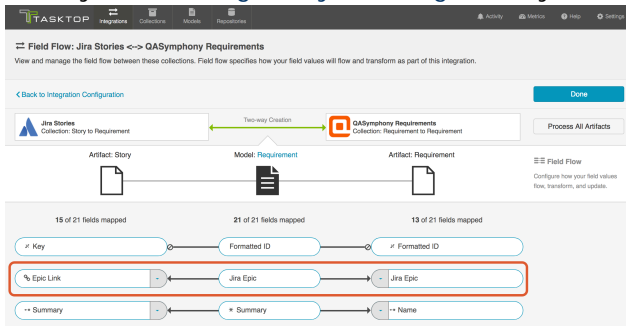 TASKTOP
Integrations
Collections
Models
Repositories
Activity
Metrics
Help
Settings
Field Flow: Jira Stories <--> QASymphony Requirements
View and manage the field flow between these collections. Field flow specifies how your field values will flow and transform as part of this integration.
Back to Integration Configuration
Done
Jira Stories
Collection: Story to Requirement
Two-way Creation
QASymphony Requirements
Collection: Requirement to Requirement
Process All Artifacts
Artifact: Story
Model: Requirement
Artifact: Requirement
Field Flow
Configure how your field values
flow, transform, and update.
15 of 21 fields mapped
21 of 21 fields mapped
13 of 21 fields mapped
Key
Formatted ID
Formatted ID
Epic Link
-
Jira Epic
-
Jira Epic
Summary
-
* Summary
-
Name